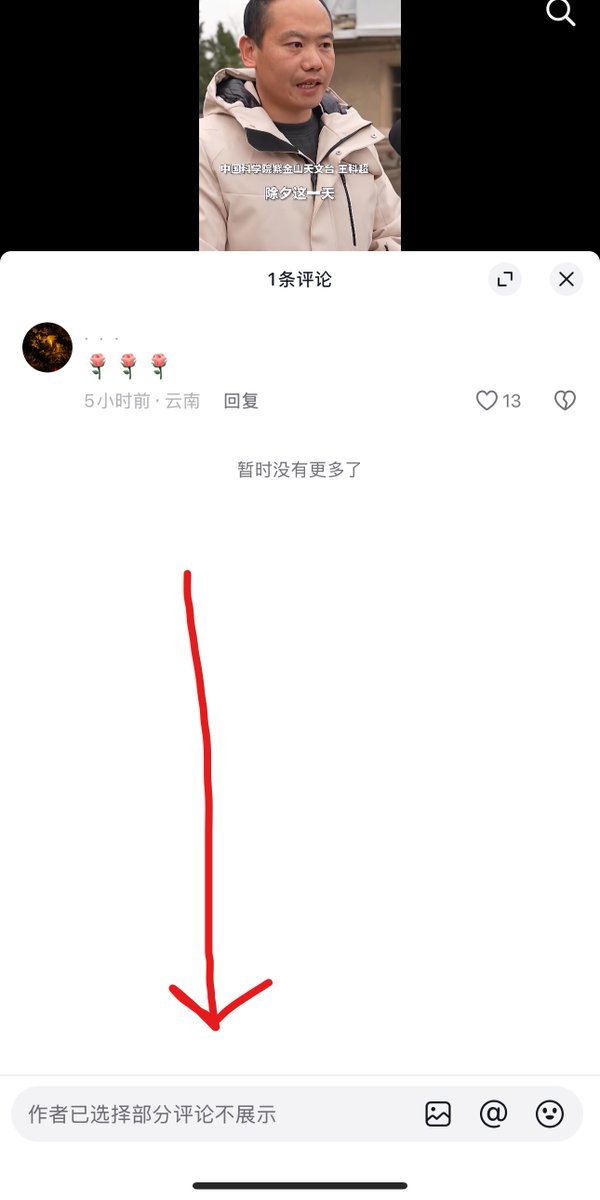 中国科学院紫金山天文台 王科超
除夕这一天
1条评论
. . .
🌹🌹🌹
5小时前 · 云南 回复 13
暂时没有更多了
作者已选择部分评论不展示